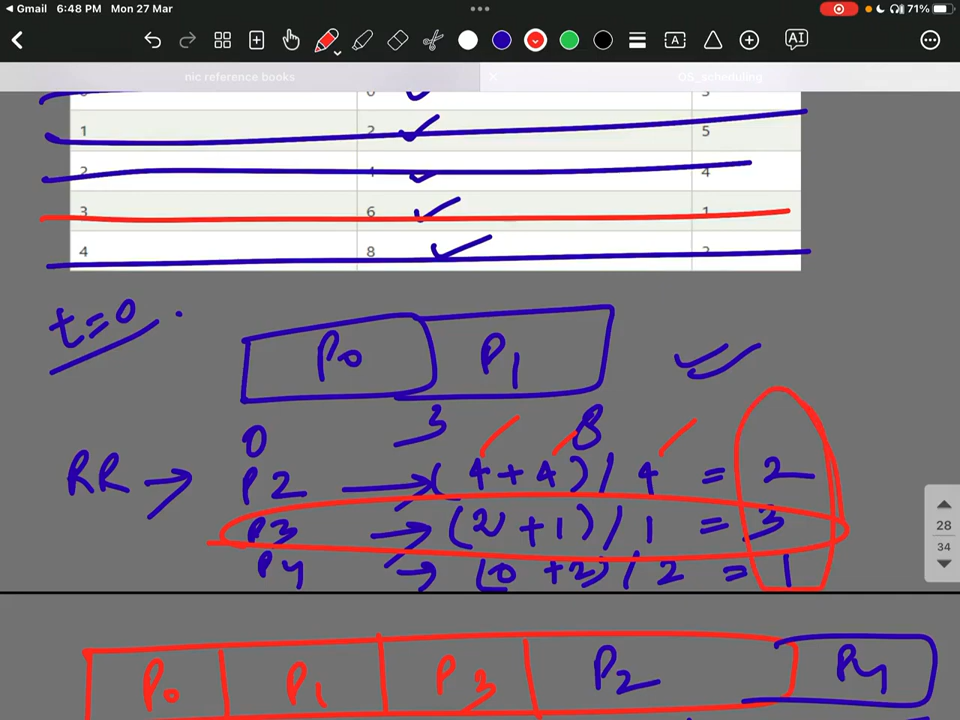 Gmail 6:48 PM Mon 27 Mar 71%
A AI
nic reference books OS_scheduling
1 2 5
2 4 4
3 6 1
4 8 2
t=0 .
P0 P1
0 3 8
RR → P2 → (4+4)/4 = 2
P3 → (2+1)/1 = 3
P4 → (0+2)/2 = 1
28
34
P0 P1 P3 P2 P4